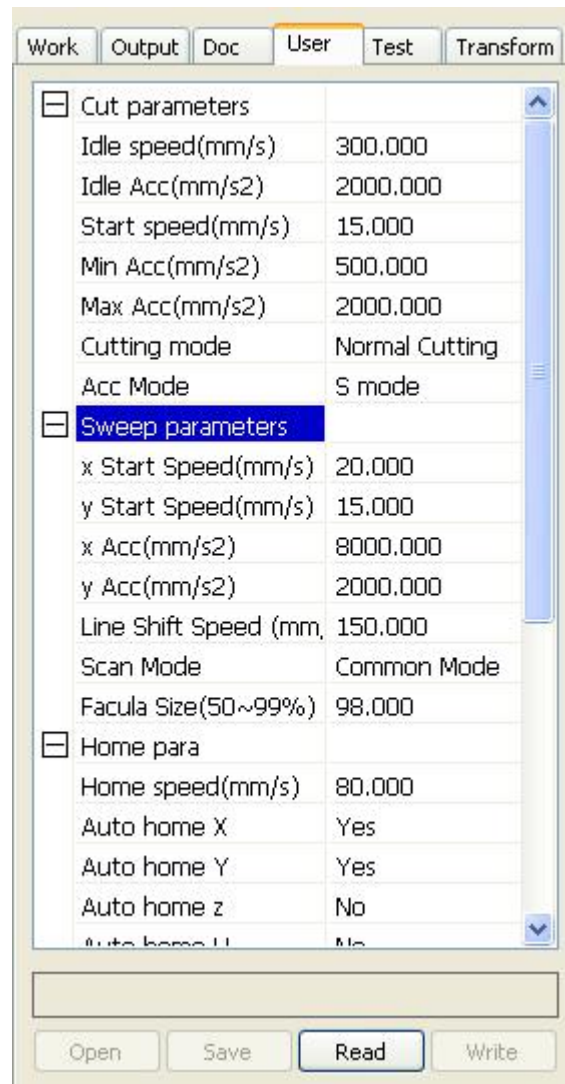 Work Output Doc User Test Transform
Cut parameters
Idle speed(mm/s) 300.000
Idle Acc(mm/s2) 2000.000
Start speed(mm/s) 15.000
Min Acc(mm/s2) 500.000
Max Acc(mm/s2) 2000.000
Cutting mode Normal Cutting
Acc Mode S mode
Sweep parameters
x Start Speed(mm/s) 20.000
y Start Speed(mm/s) 15.000
x Acc(mm/s2) 8000.000
y Acc(mm/s2) 2000.000
Line Shift Speed (mm, 150.000
Scan Mode Common Mode
Facula Size(50~99%) 98.000
Home para
Home speed(mm/s) 80.000
Auto home X Yes
Auto home Y Yes
Auto home z No
Auto home U No
Open Save Read Write